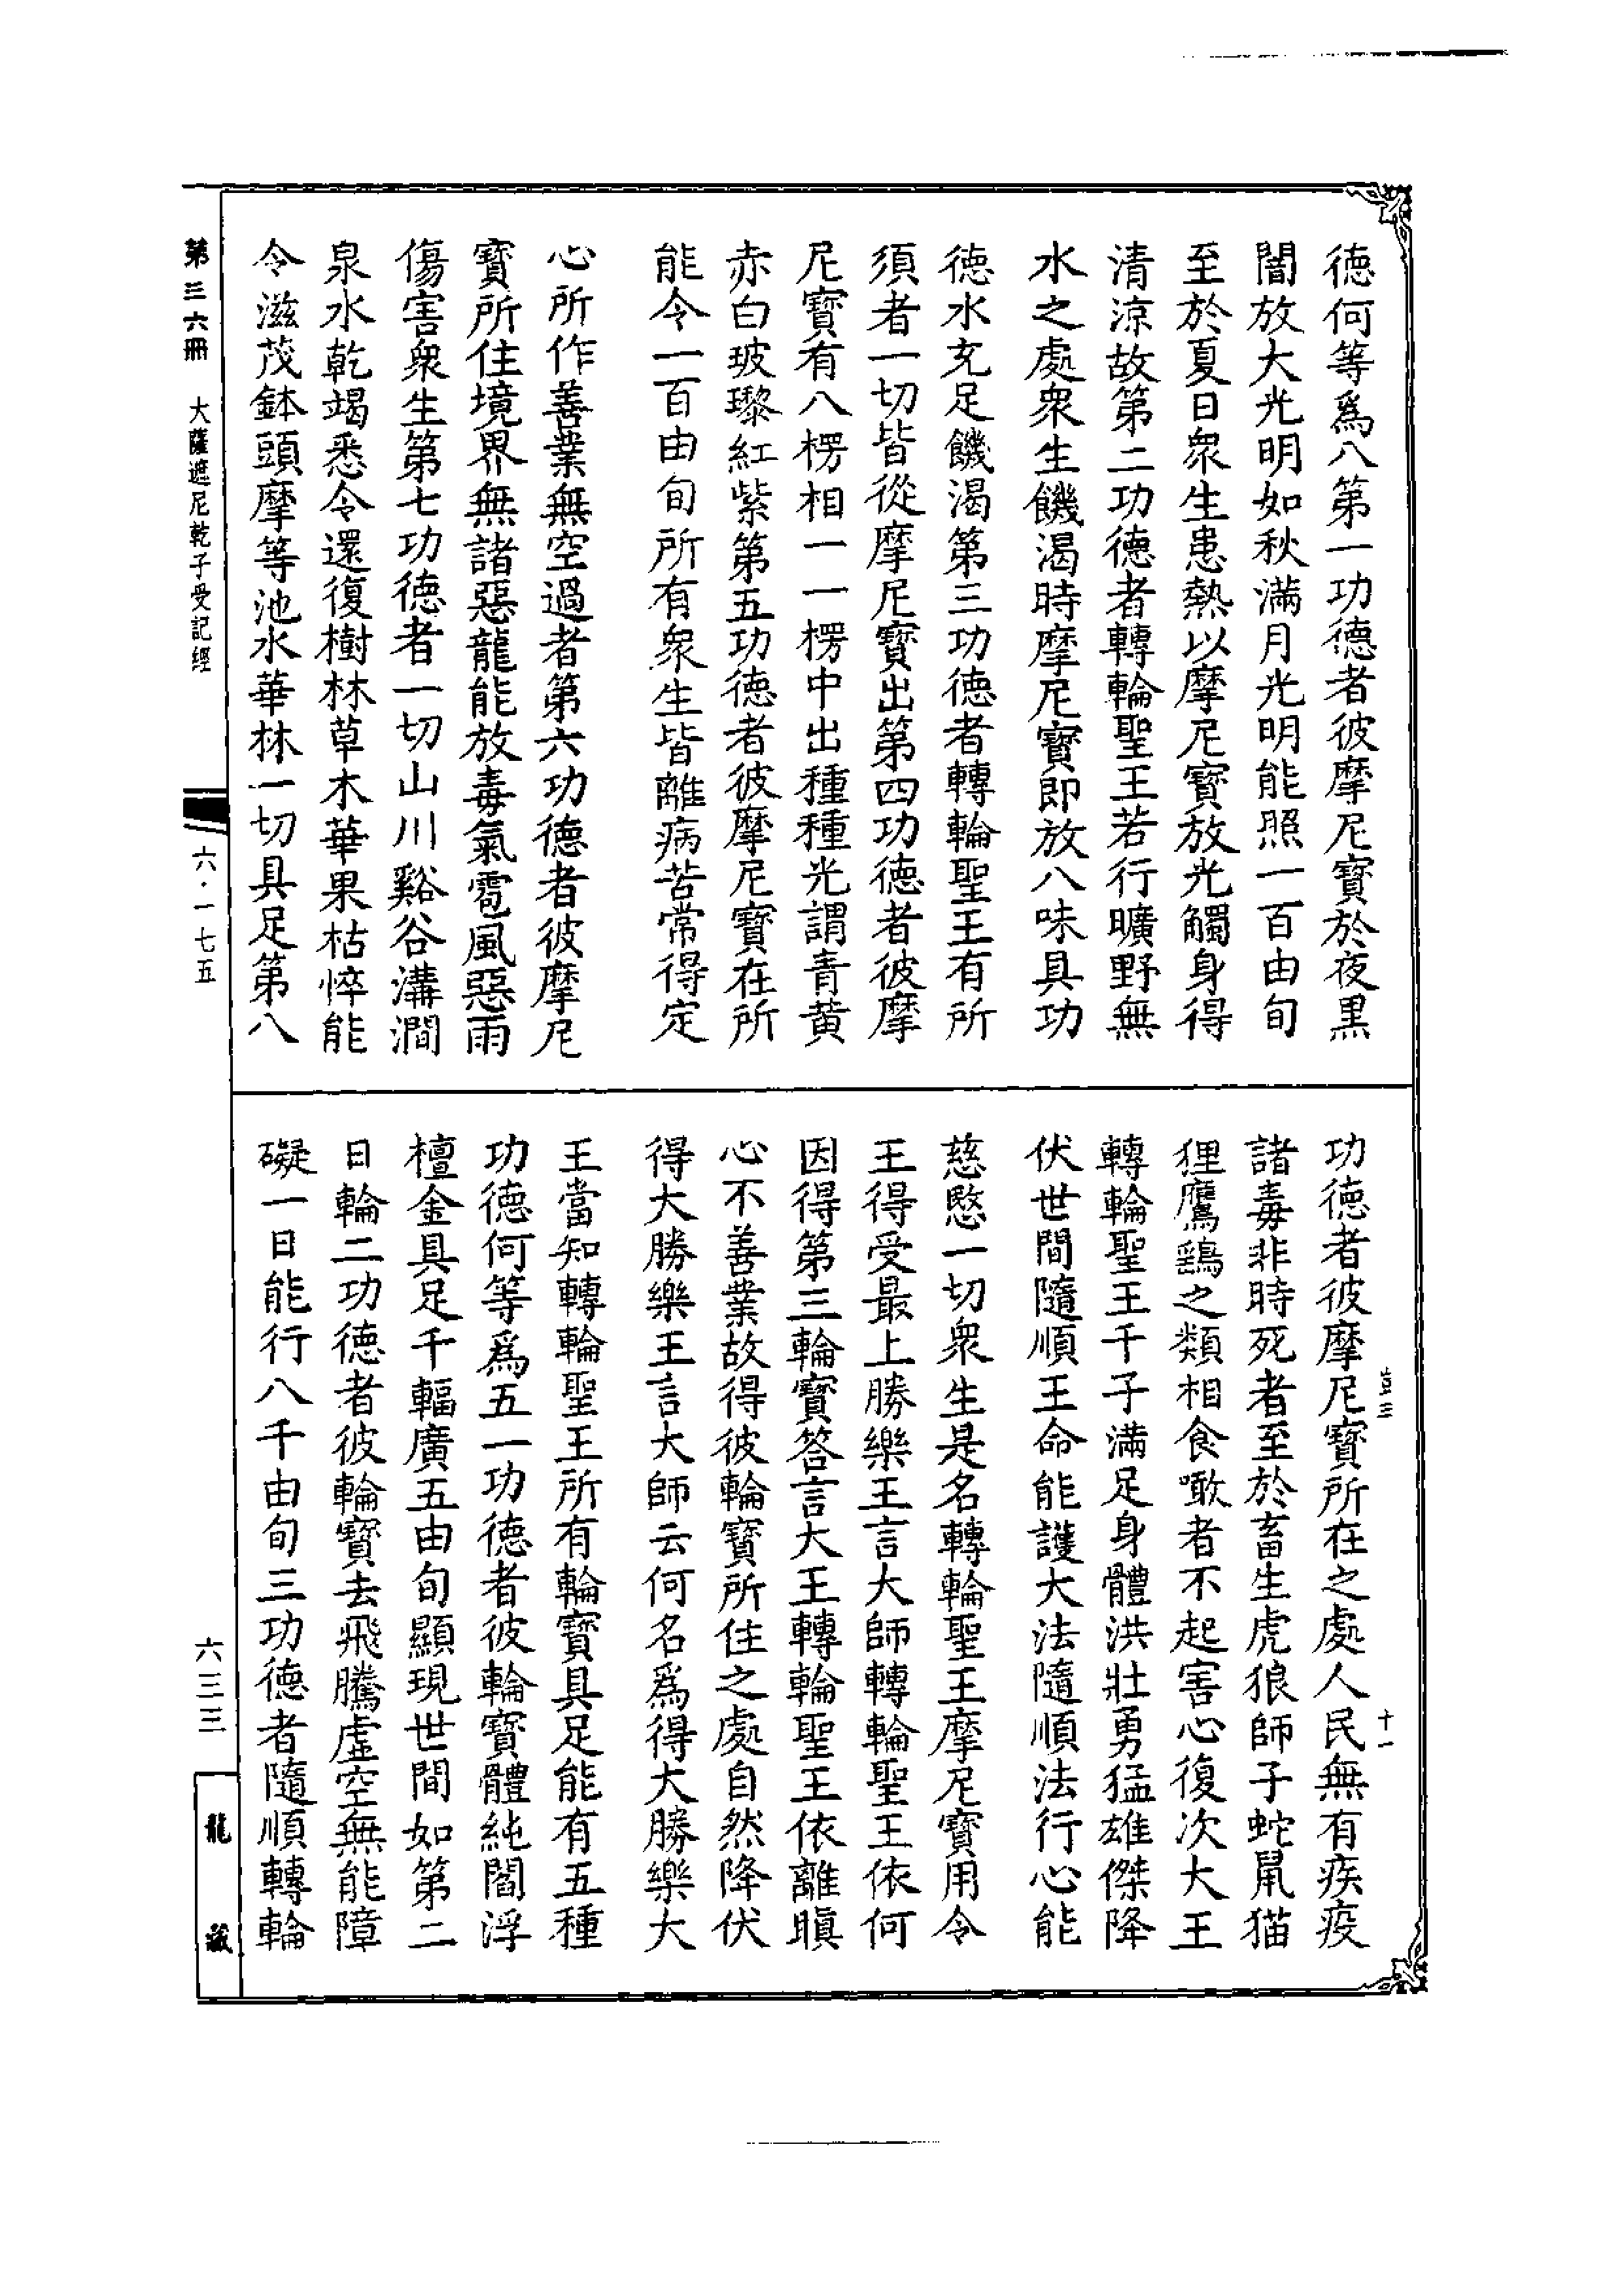 德何等爲八第一功德者彼摩尼寶於夜黑
闇放大光明如秋滿月光明能照一百由旬
至於夏日衆生患熱以摩尼寶放光觸身得
清涼故第二功德者轉輪聖王若行曠野無
水之處衆生饑渴時摩尼寶即放八味具功
德水充足饑渴第三功德者轉輪聖王有所
須者一切皆從摩尼寶出第四功德者彼摩
尼寶有八楞相一一楞中出種種光謂青黄
赤白玻瓈紅紫第五功德者彼摩尼寶在所
能令一百由旬所有衆生皆離病苦常得定
心所作善業無空過者第六功德者彼摩尼
寶所住境界無諸惡龍能放毒氣雹風惡雨
傷害衆生第七功德者一切山川谿谷溝澗
泉水乾竭悉令還復樹林草木華果枯悴能
令滋茂鉢頭摩等池水華林一切具足第八
功德者彼摩尼寶所在之處人民無有疾疫
諸毒非時死者至於畜生虎狼師子蛇鼠猫
狸鷹鷂之類相食噉者不起害心復次大王
轉輪聖王千子滿足身體洪壯勇猛雄傑降
伏世間隨順王命能護大法隨順法行心能
慈愍一切衆生是名轉輪聖王摩尼寶用令
王得受最上勝樂王言大師轉輪聖王依何
因得第三輪寶答言大王轉輪聖王依離瞋
心不善業故得彼輪寶所住之處自然降伏
得大勝樂王言大師云何名爲得大勝樂大
王當知轉輪聖王所有輪寶具足能有五種
功德何等爲五一功德者彼輪寶體純閻浮
檀金具足千輻廣五由旬顯現世間如第二
日輪二功德者彼輪寶去飛騰虛空無能障
礙一日能行八千由旬三功德者隨順轉輪
壴三
十一
第三六冊 大薩遮尼乾子受記經
六·一七五
六三三
龍藏